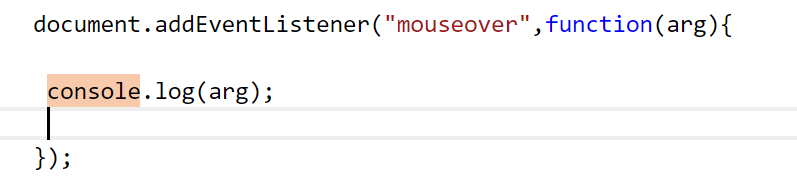 document.addEventListener("mouseover",function(arg){
console.log(arg);
});